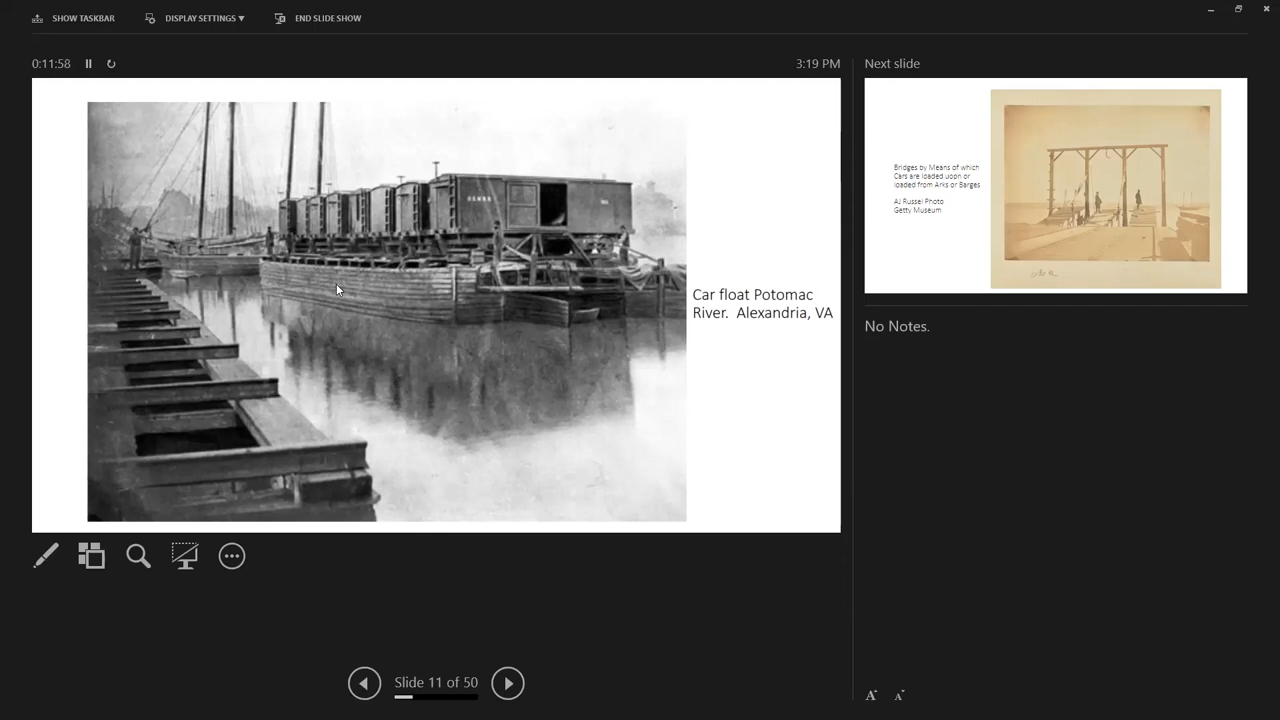 SHOW TASKBAR
DISPLAY SETTINGS ▼
END SLIDE SHOW
0:11:58
3:19 PM
Car float Potomac
River. Alexandria, VA
Slide 11 of 50
Next slide
Bridges by Means of which
Cars are loaded uopn or
loaded from Arks or Barges
AJ Russel Photo
Getty Museum
No Notes.
A
A